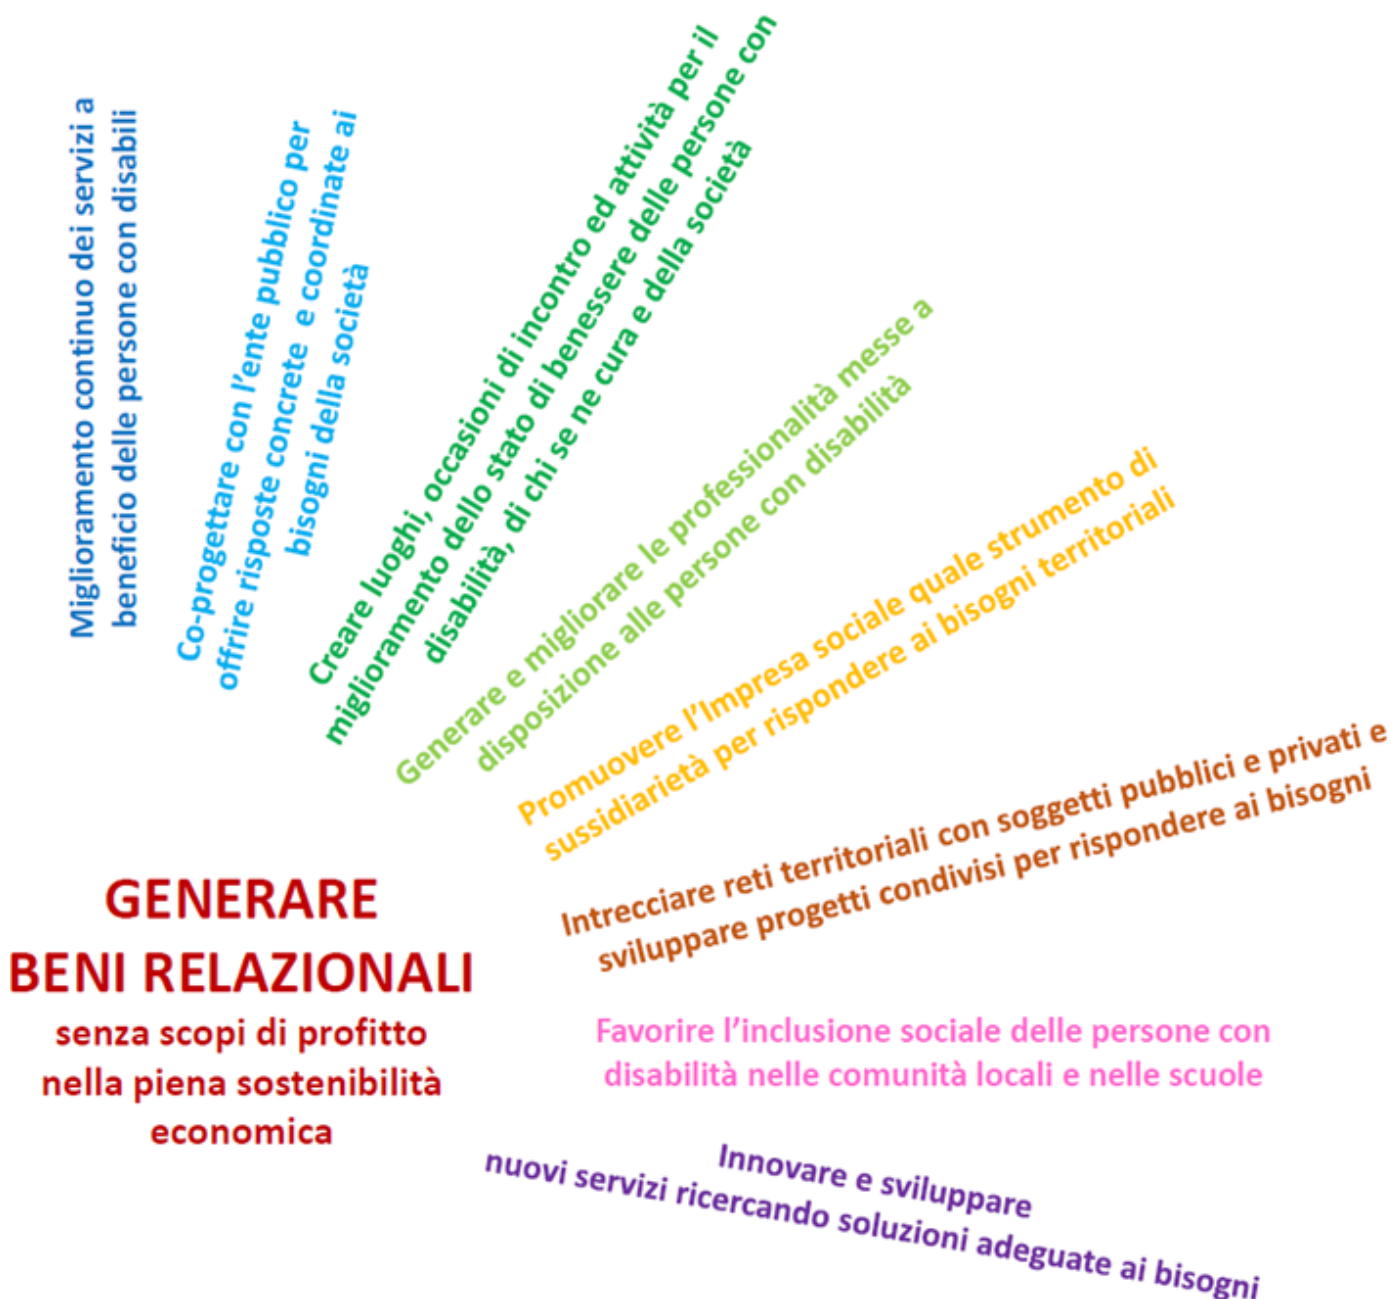 Miglioramento continuo dei servizi a
beneficio delle persone con disabili
Co-progettare con l'ente pubblico per
offrire risposte concrete e coordinate ai
bisogni della società
Creare luoghi, occasioni di incontro ed attività per il
miglioramento dello stato di benessere delle persone con
disabilità, di chi se ne cura e della società
Generare e migliorare le professionalità messe a
disposizione alle persone con disabilità
Promuovere l'Impresa sociale quale strumento di
sussidiarietà per rispondere ai bisogni territoriali
Intrecciare reti territoriali con soggetti pubblici e privati e
sviluppare progetti condivisi per rispondere ai bisogni
GENERARE
BENI RELAZIONALI
senza scopi di profitto
nella piena sostenibilità
economica
Favorire l'inclusione sociale delle persone con
disabilità nelle comunità locali e nelle scuole
Innovare e sviluppare
nuovi servizi ricercando soluzioni adeguate ai bisogni